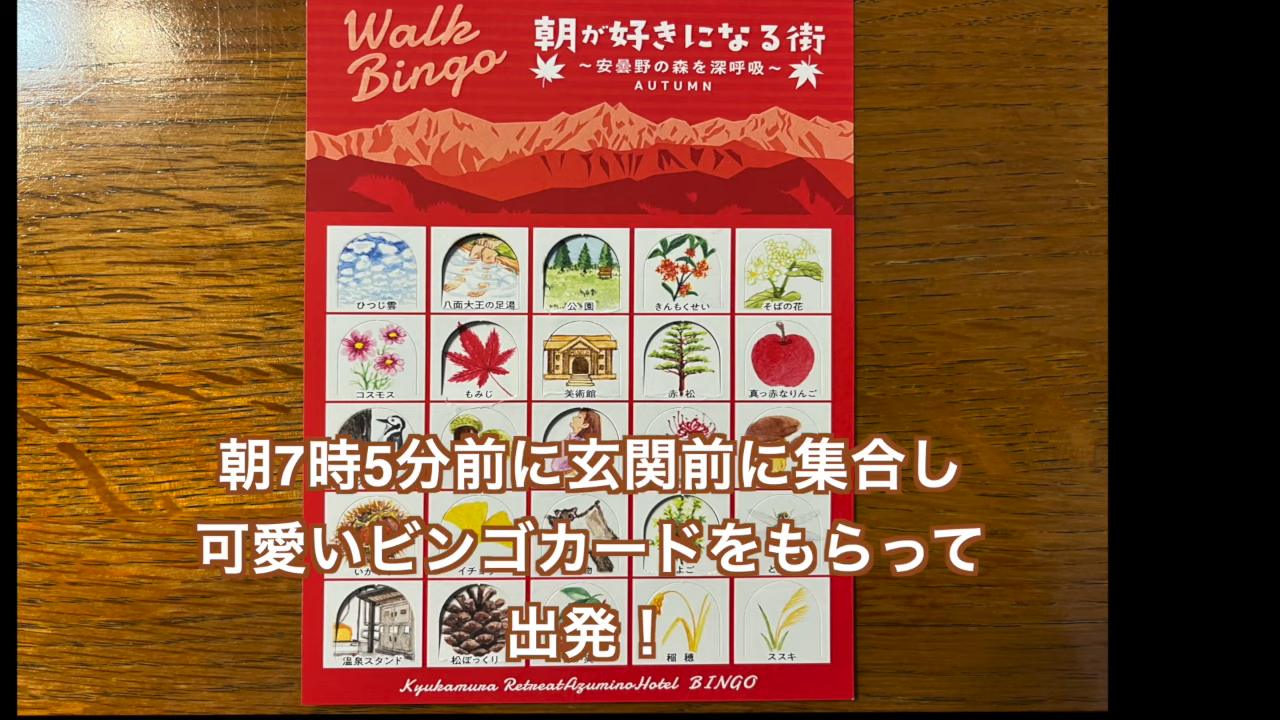 Walk
Bingo
朝が好きになる街
～安曇野の森を深呼吸～
AUTUMN
ひつじ雲
八面大王の足湯
公園
きんもくせい
そばの花
コスモス
もみじ
美術館
赤松
真っ赤なりんご
朝7時5分前に玄関前に集合し
可愛いビンゴカードをもらって
出発！
温泉スタンド
松ぼっくり
稲穂
ススキ
Kyukamura RetreatAzuminoHotel BINGO